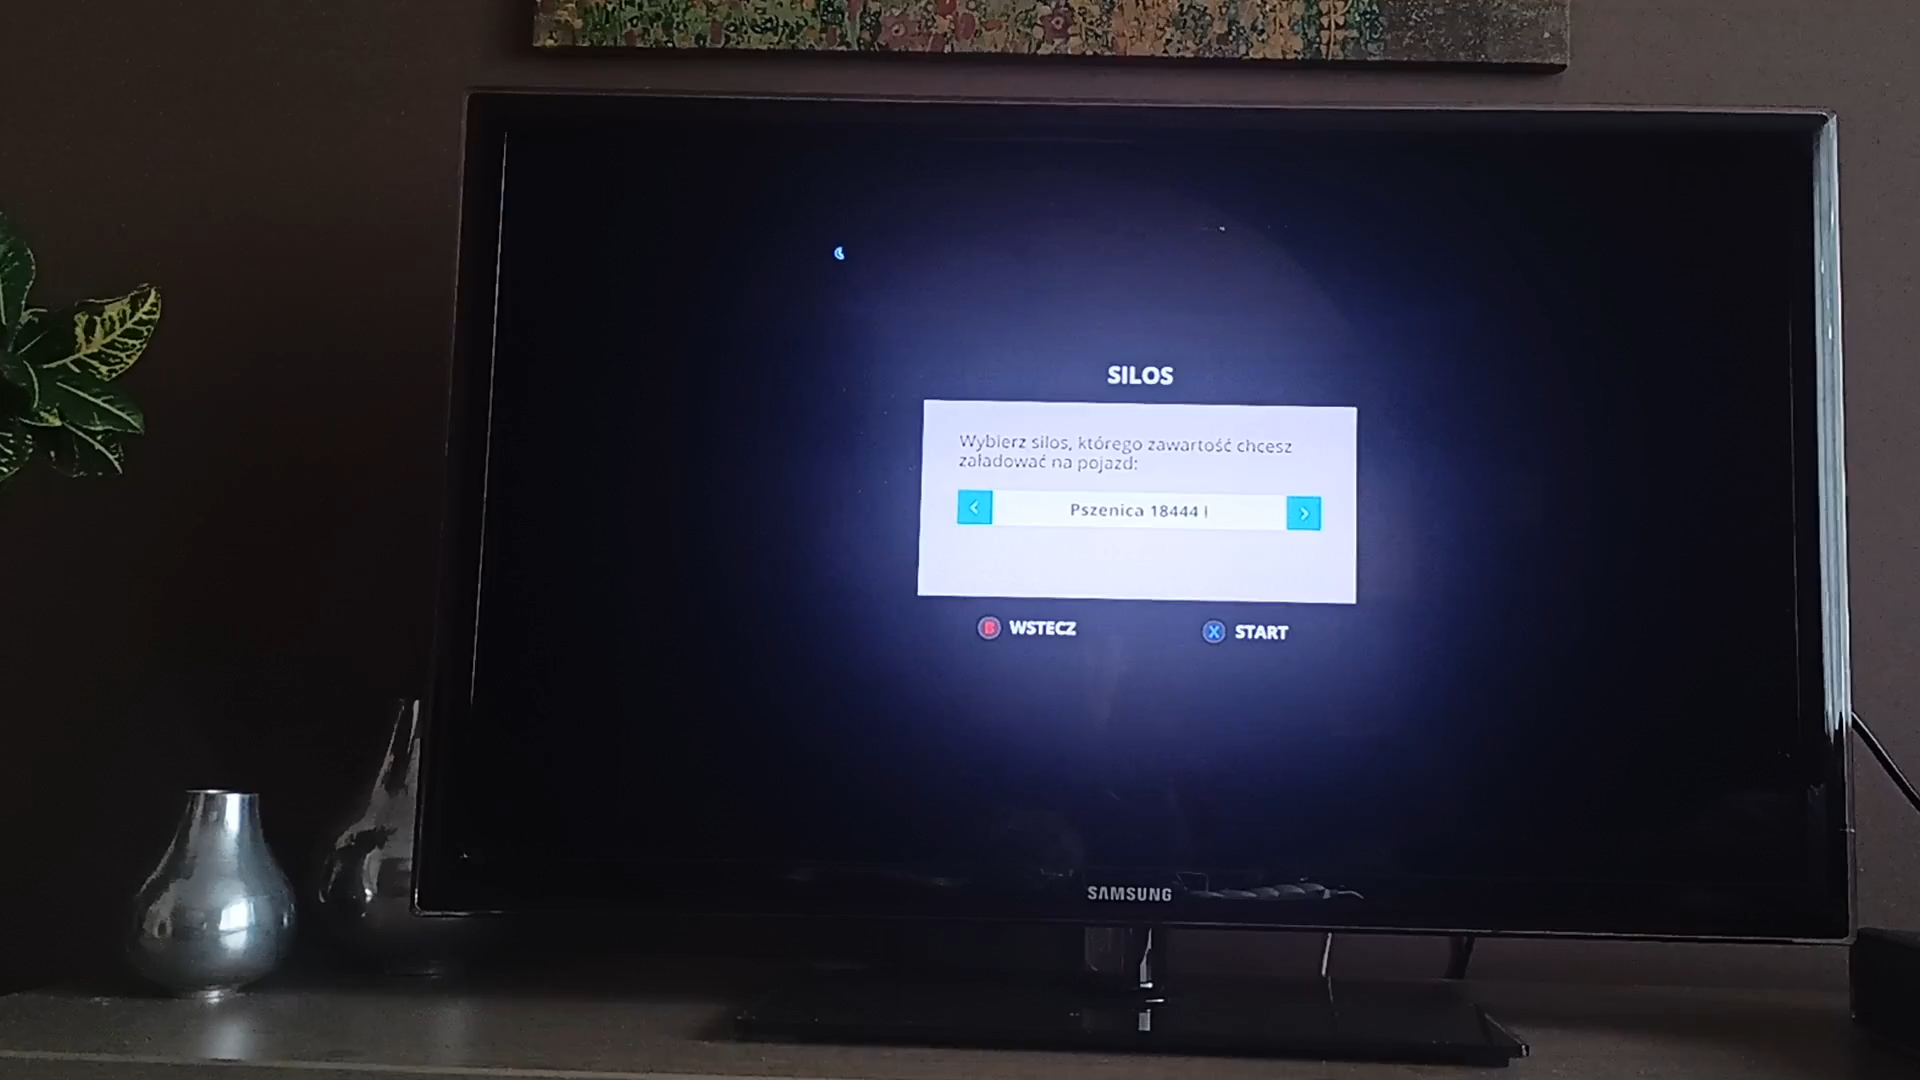 SILOS
Wybierz silos, którego zawartość chcesz
załadować na pojazd:
< Pszenica 18444 l >
B WSTECZ X START
SAMSUNG